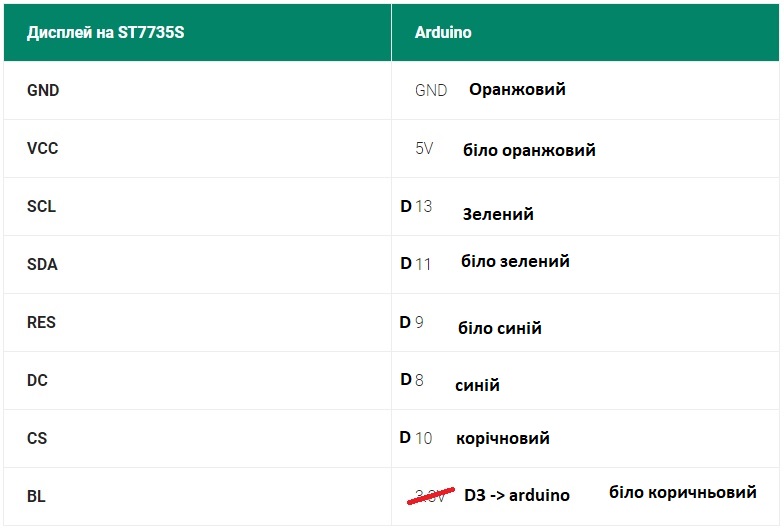 Дисплей на ST7735S Arduino
GND GND Оранжовий
VCC 5V біло оранжовий
SCL D 13 Зелений
SDA D 11 біло зелений
RES D 9 біло синій
DC D 8 синій
CS D 10 корічновий
BL 3.3V D3 -> arduino біло коричньовий